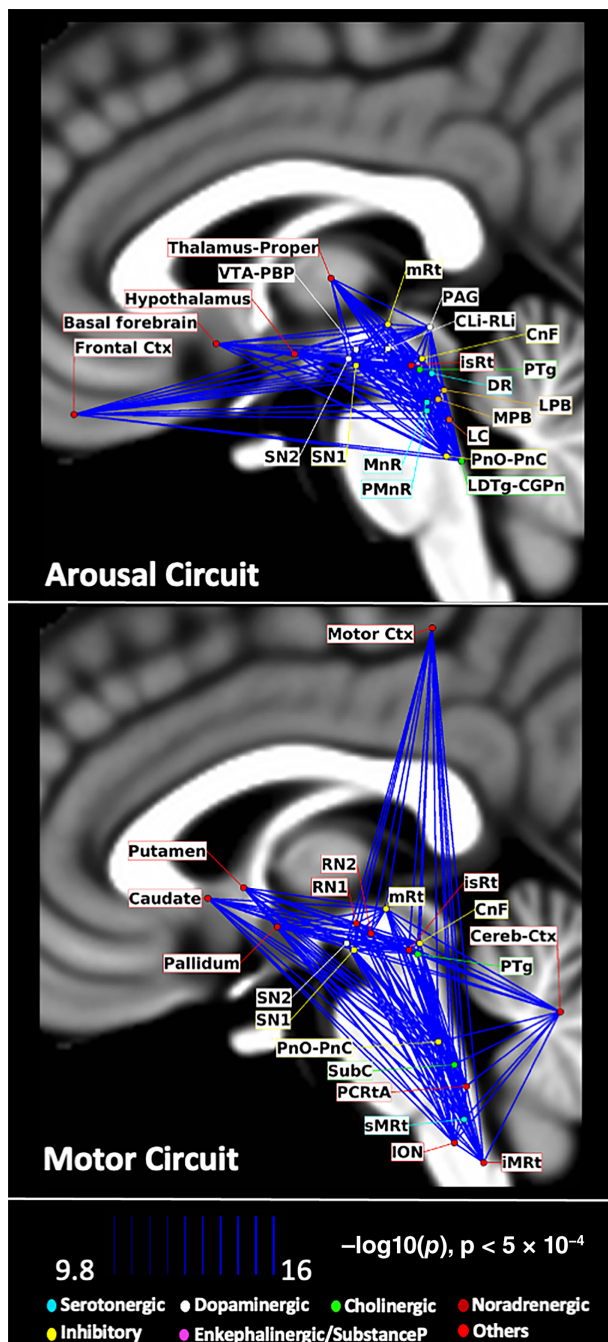 Thalamus-Proper
mRt
VTA-PBP
PAG
Hypothalamus
CLi-RLi
Basal forebrain
CnF
Frontal Ctx
isRt
PTg
DR
LPB
MPB
LC
SN2
SN1
MnR
PnO-PnC
PMnR
LDTg-CGPn
Arousal Circuit
Motor Ctx
Putamen
RN2
isRt
RN1
mRt
Caudate
CnF
Cereb-Ctx
Pallidum
PTg
SN2
SN1
PnO-PnC
SubC
PCRtA
sMRt
ION
iMRt
Motor Circuit
–log10(p), p < 5 × 10⁻⁴
9.8 16
Serotonergic Dopaminergic Cholinergic Noradrenergic
Inhibitory Enkephalinergic/SubstanceP Others